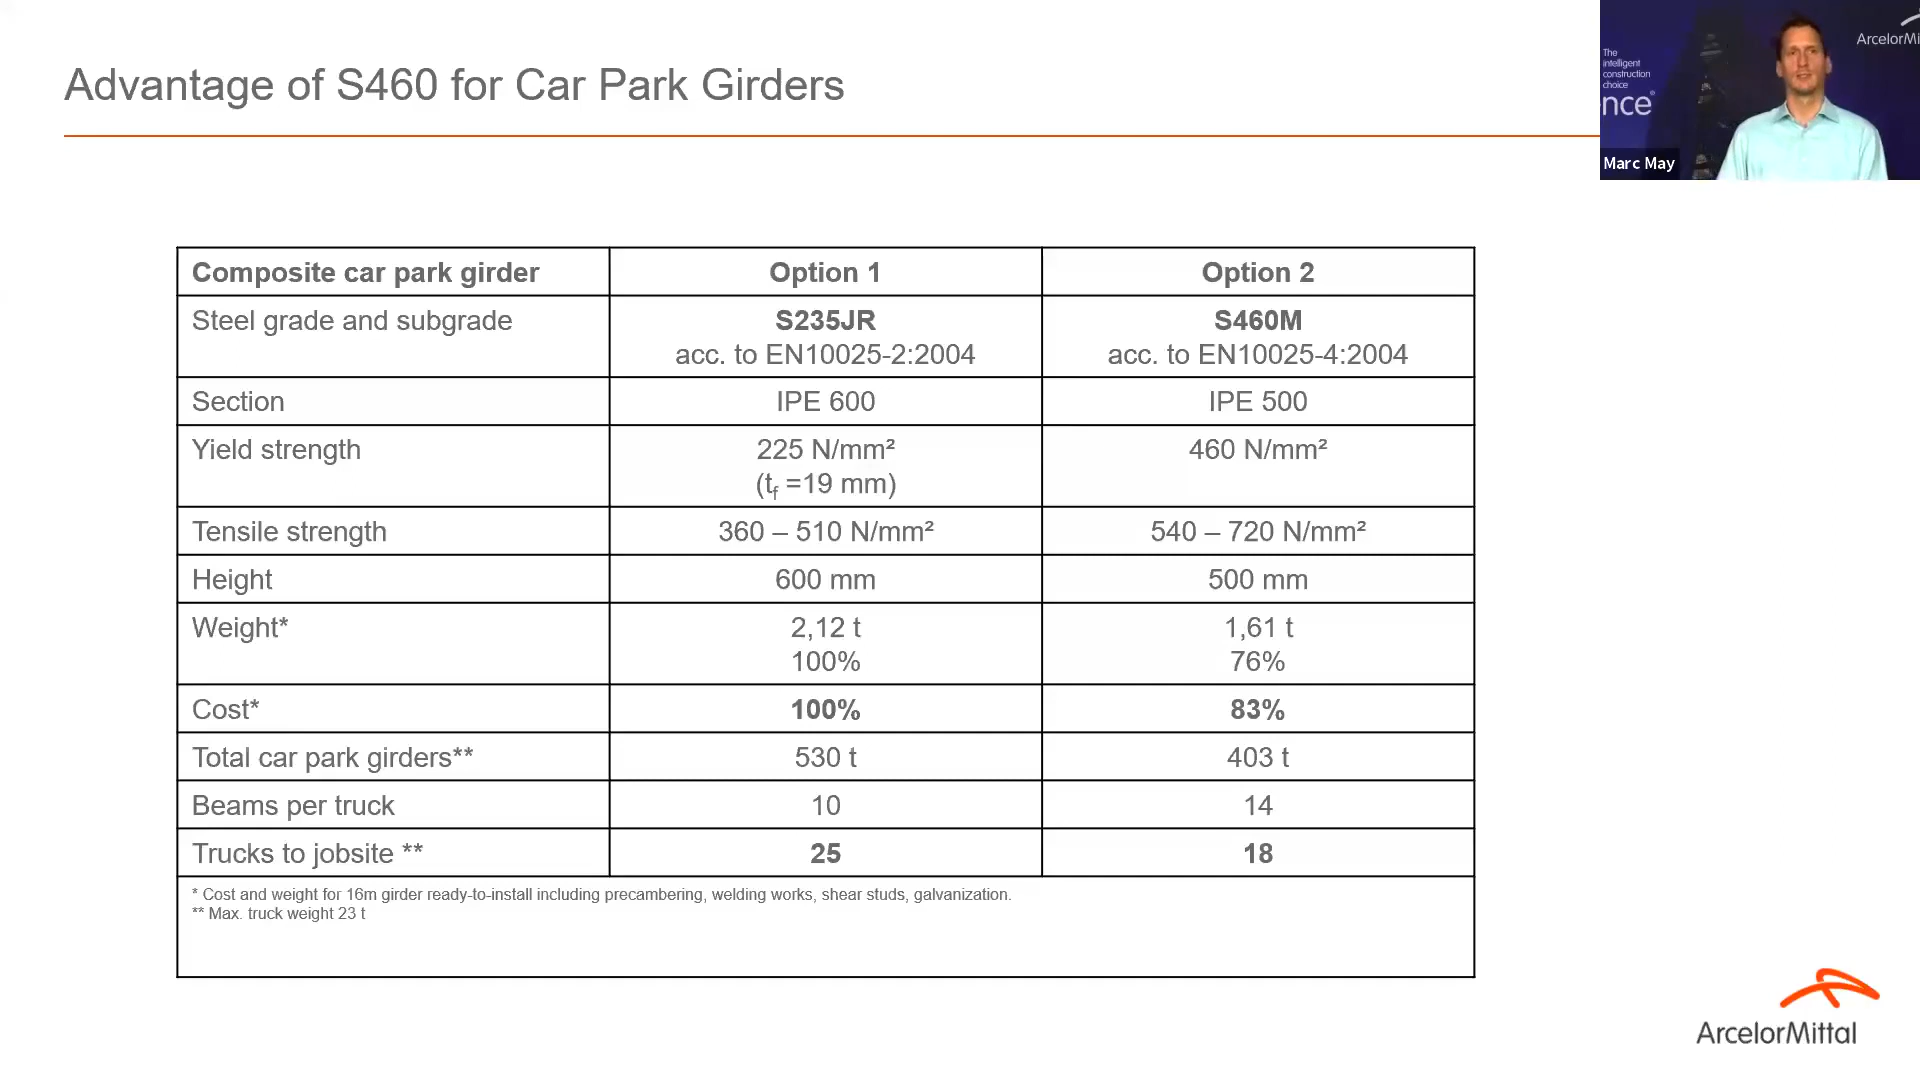 Advantage of S460 for Car Park Girders
The
intelligent
construction
choice
nce®
ArcelorMi
Marc May
Composite car park girder Option 1 Option 2
Steel grade and subgrade S235JR S460M
acc. to EN10025-2:2004 acc. to EN10025-4:2004
Section IPE 600 IPE 500
Yield strength 225 N/mm² 460 N/mm²
(tf =19 mm)
Tensile strength 360 – 510 N/mm² 540 – 720 N/mm²
Height 600 mm 500 mm
Weight* 2,12 t 1,61 t
100% 76%
Cost* 100% 83%
Total car park girders** 530 t 403 t
Beams per truck 10 14
Trucks to jobsite ** 25 18
* Cost and weight for 16m girder ready-to-install including precambering, welding works, shear studs, galvanization.
** Max. truck weight 23 t
ArcelorMittal